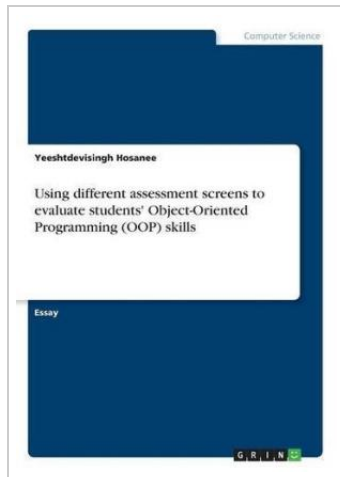 Computer Science
Yeeshtdevisingh Hosanee
Using different assessment screens to
evaluate students' Object-Oriented
Programming (OOP) skills
Essay
GRIN